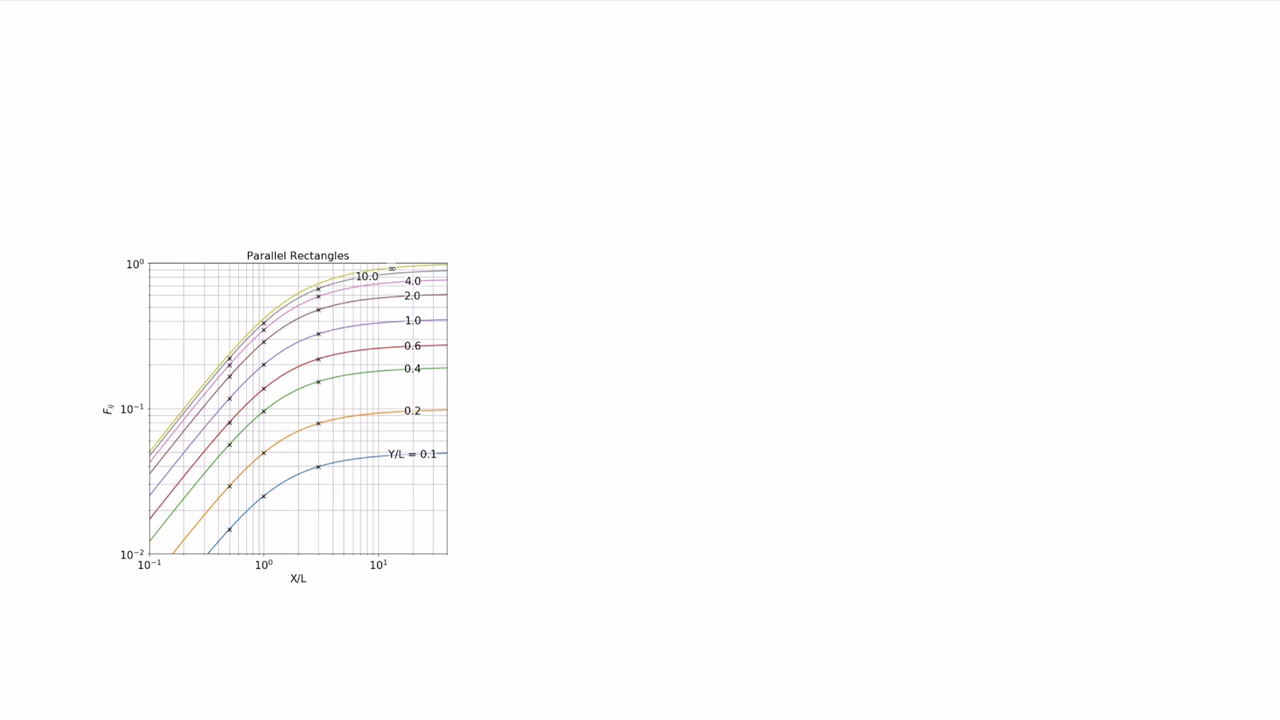 Parallel Rectangles
10⁰
∞
10.0
4.0
2.0
1.0
0.6
0.4
Fᵢⱼ
10⁻¹
0.2
Y/L = 0.1
10⁻²
10⁻¹ 10⁰ 10¹
X/L